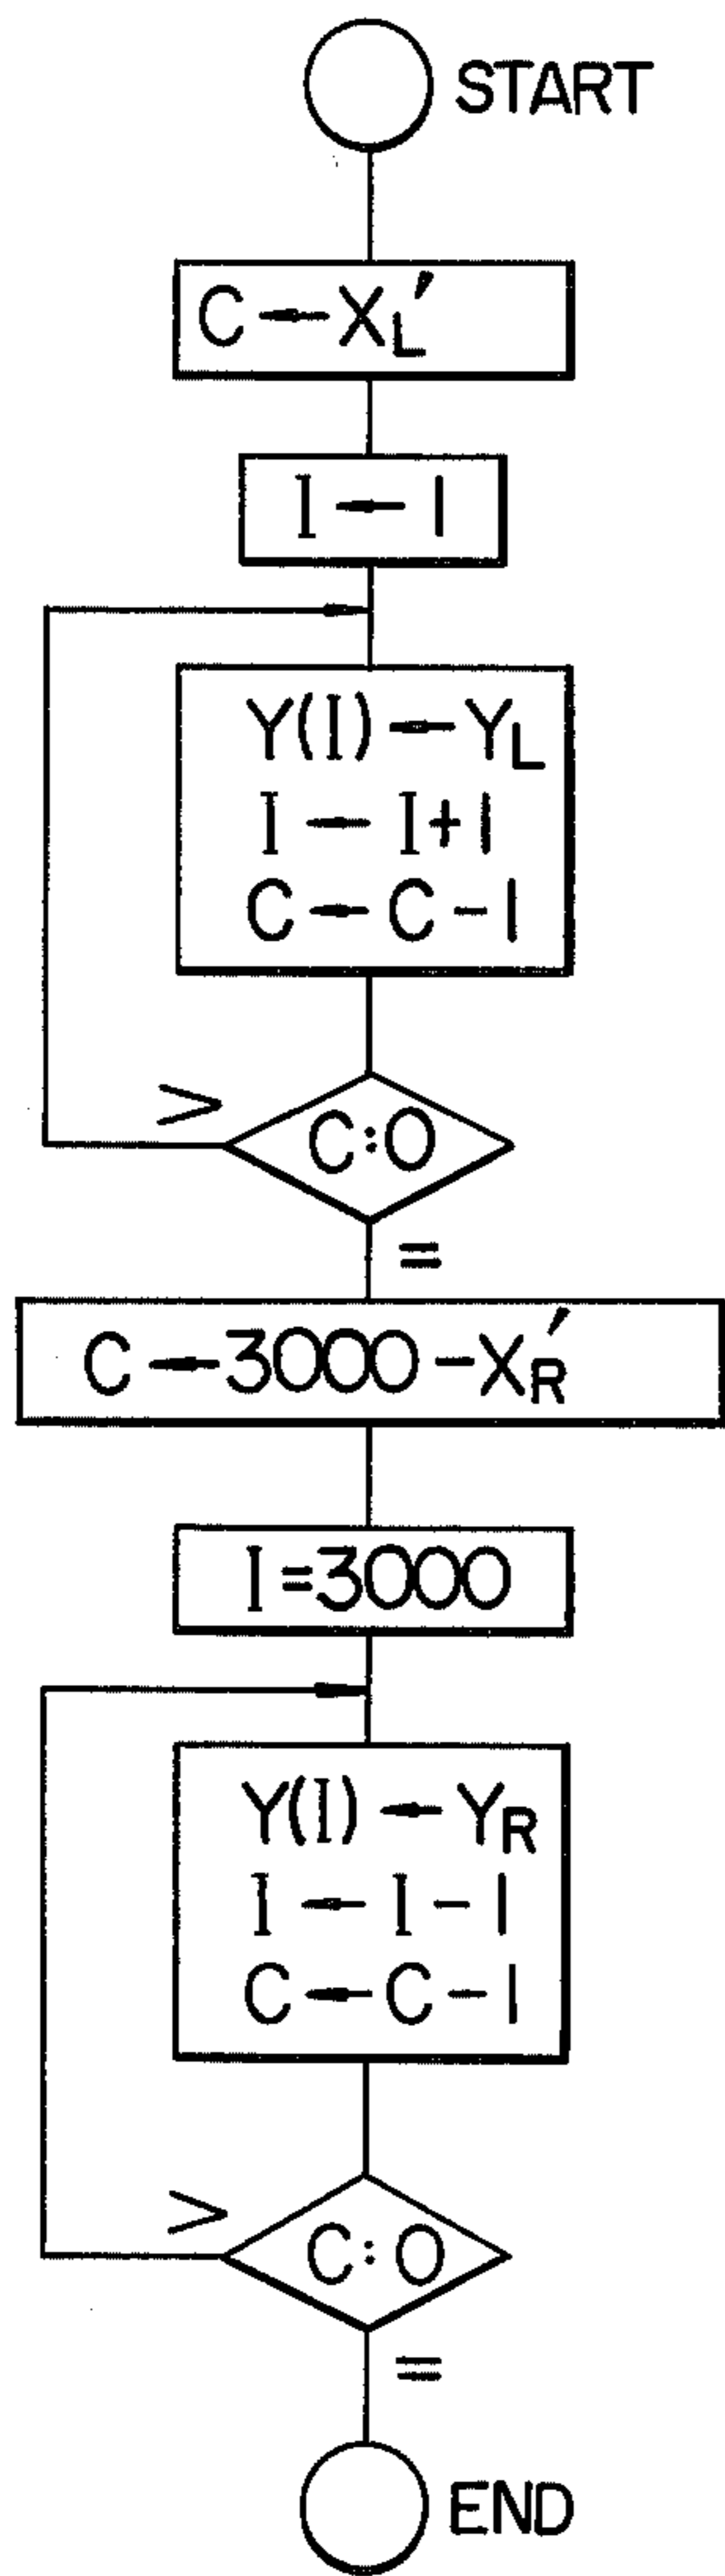 START
C ← X_L'
I ← 1
Y(I) ← Y_L
I ← I+1
C ← C-1
>
C:0
=
C ← 3000-X_R'
I=3000
Y(I) ← Y_R
I ← I-1
C ← C-1
>
C:0
=
END